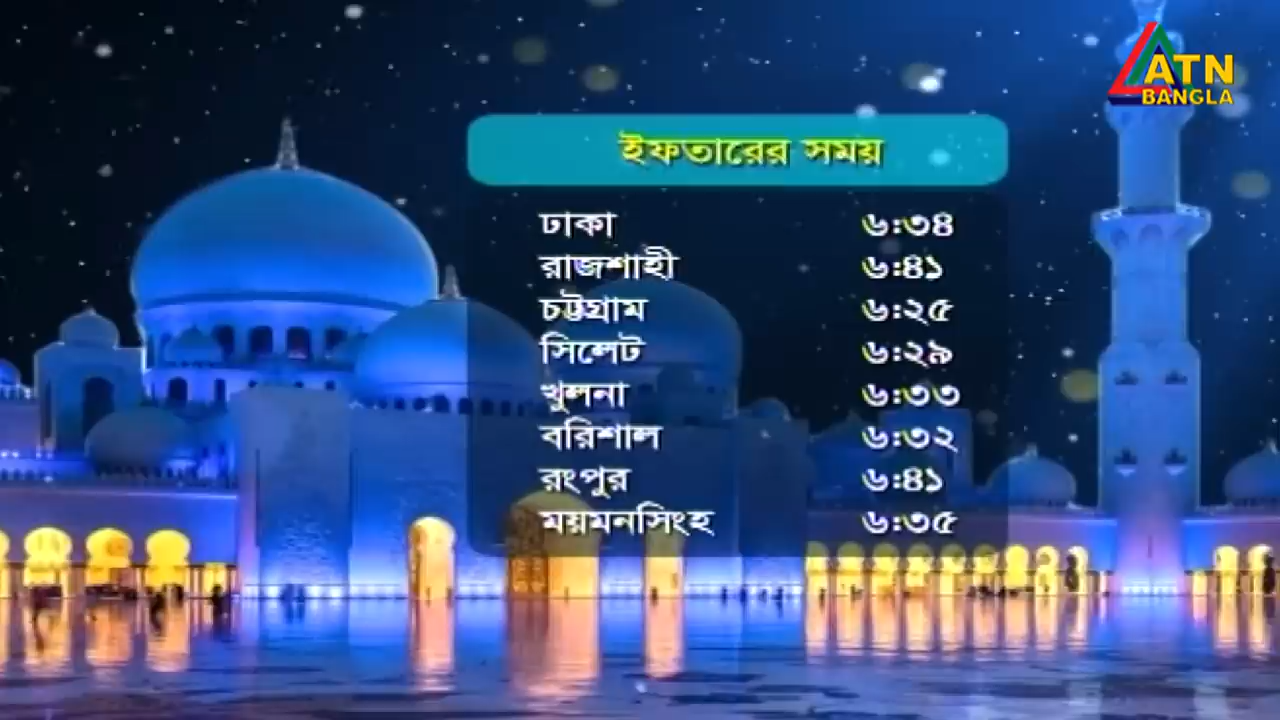 ATN
BANGLA
ইফতারের সময়
ঢাকা ৬:৩৪
রাজশাহী ৬:৪১
চট্টগ্রাম ৬:২৫
সিলেট ৬:২৯
খুলনা ৬:৩৩
বরিশাল ৬:৩২
রংপুর ৬:৪১
ময়মনসিংহ ৬:৩৫